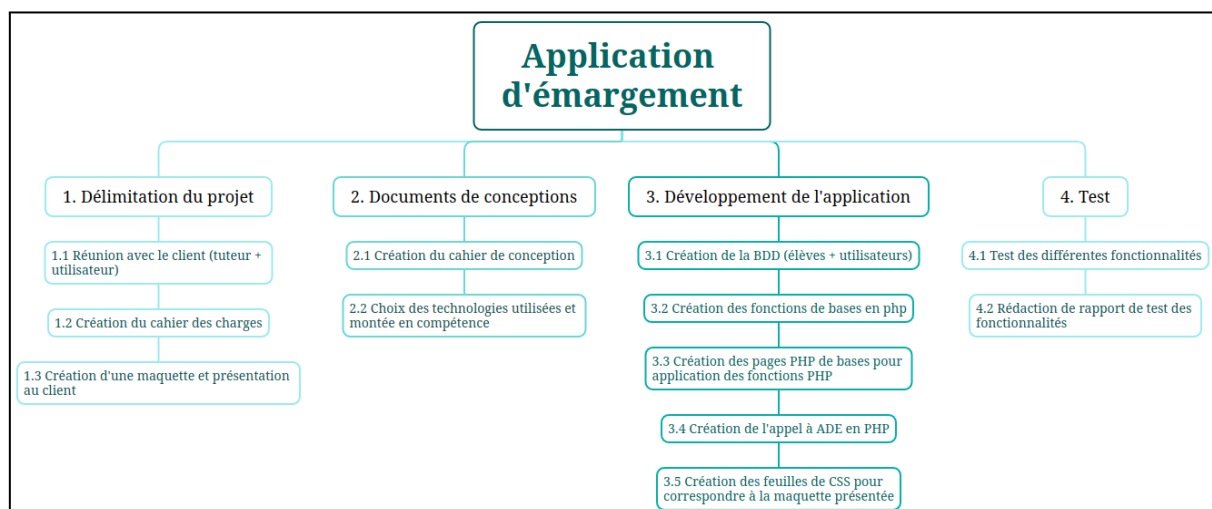 Application
d'émargement
1. Délimitation du projet
1.1 Réunion avec le client (tuteur +
utilisateur)
1.2 Création du cahier des charges
1.3 Création d'une maquette et présentation
au client
2. Documents de conceptions
2.1 Création du cahier de conception
2.2 Choix des technologies utilisées et
montée en compétence
3. Développement de l'application
3.1 Création de la BDD (élèves + utilisateurs)
3.2 Création des fonctions de bases en php
3.3 Création des pages PHP de bases pour
application des fonctions PHP
3.4 Création de l'appel à ADE en PHP
3.5 Création des feuilles de CSS pour
correspondre à la maquette présentée
4. Test
4.1 Test des différentes fonctionnalités
4.2 Rédaction de rapport de test des
fonctionnalités